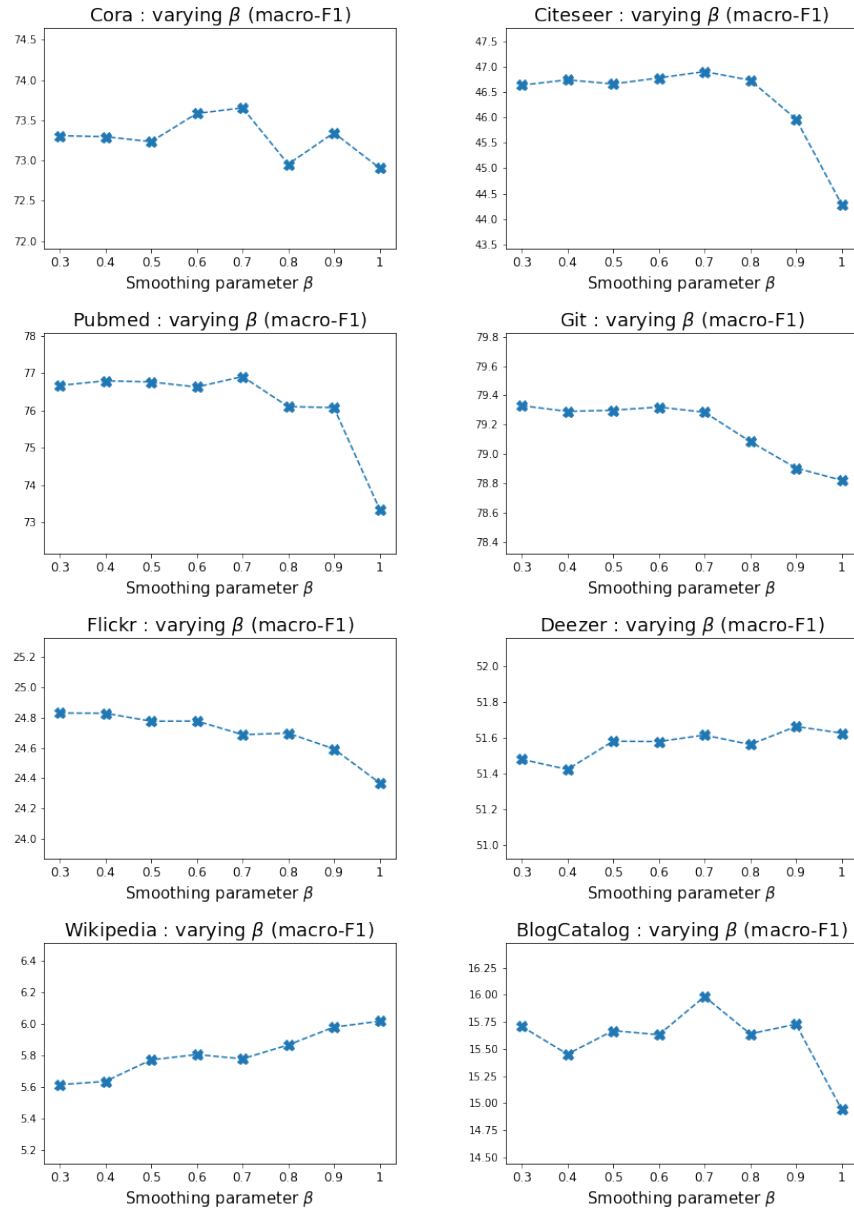 Cora : varying β (macro-F1)
74.5
74.0
73.5
73.0
72.5
72.0
0.3 0.4 0.5 0.6 0.7 0.8 0.9 1
Smoothing parameter β
Citeseer : varying β (macro-F1)
47.5
47.0
46.5
46.0
45.5
45.0
44.5
44.0
43.5
0.3 0.4 0.5 0.6 0.7 0.8 0.9 1
Smoothing parameter β
Pubmed : varying β (macro-F1)
78
77
76
75
74
73
0.3 0.4 0.5 0.6 0.7 0.8 0.9 1
Smoothing parameter β
Git : varying β (macro-F1)
79.8
79.6
79.4
79.2
79.0
78.8
78.6
78.4
0.3 0.4 0.5 0.6 0.7 0.8 0.9 1
Smoothing parameter β
Flickr : varying β (macro-F1)
25.2
25.0
24.8
24.6
24.4
24.2
24.0
0.3 0.4 0.5 0.6 0.7 0.8 0.9 1
Smoothing parameter β
Deezer : varying β (macro-F1)
52.0
51.8
51.6
51.4
51.2
51.0
0.3 0.4 0.5 0.6 0.7 0.8 0.9 1
Smoothing parameter β
Wikipedia : varying β (macro-F1)
6.4
6.2
6.0
5.8
5.6
5.4
5.2
0.3 0.4 0.5 0.6 0.7 0.8 0.9 1
Smoothing parameter β
BlogCatalog : varying β (macro-F1)
16.25
16.00
15.75
15.50
15.25
15.00
14.75
14.50
0.3 0.4 0.5 0.6 0.7 0.8 0.9 1
Smoothing parameter β